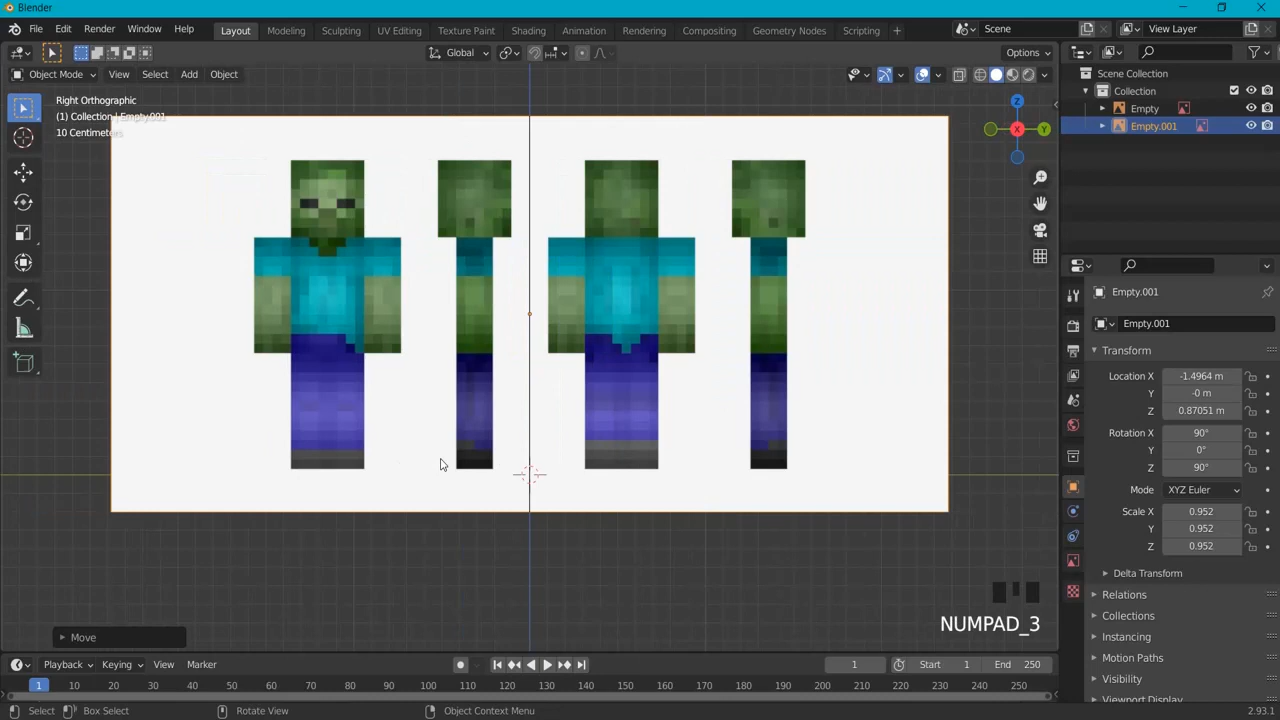 Blender
File Edit Render Window Help
Layout Modeling Sculpting UV Editing Texture Paint Shading Animation Rendering Compositing Geometry Nodes Scripting +
Scene
View Layer
Global
Options
Object Mode View Select Add Object
Right Orthographic
(1) Collection | Empty.001
10 Centimeters
Z
X
Y
Scene Collection
Collection
Empty
Empty.001
Empty.001
Empty.001
Transform
Location X -1.4964 m
Y -0 m
Z 0.87051 m
Rotation X 90°
Y 0°
Z 90°
Mode XYZ Euler
Scale X 0.952
Y 0.952
Z 0.952
Delta Transform
Relations
Collections
Instancing
Motion Paths
Visibility
Viewport Display
NUMPAD_3
Move
Playback Keying View Marker
1 Start 1 End 250
1 10 20 30 40 50 60 70 80 90 100 110 120 130 140 150 160 170 180 190 200 210 220 230 240 250
Select Box Select Rotate View Object Context Menu 2.93.1